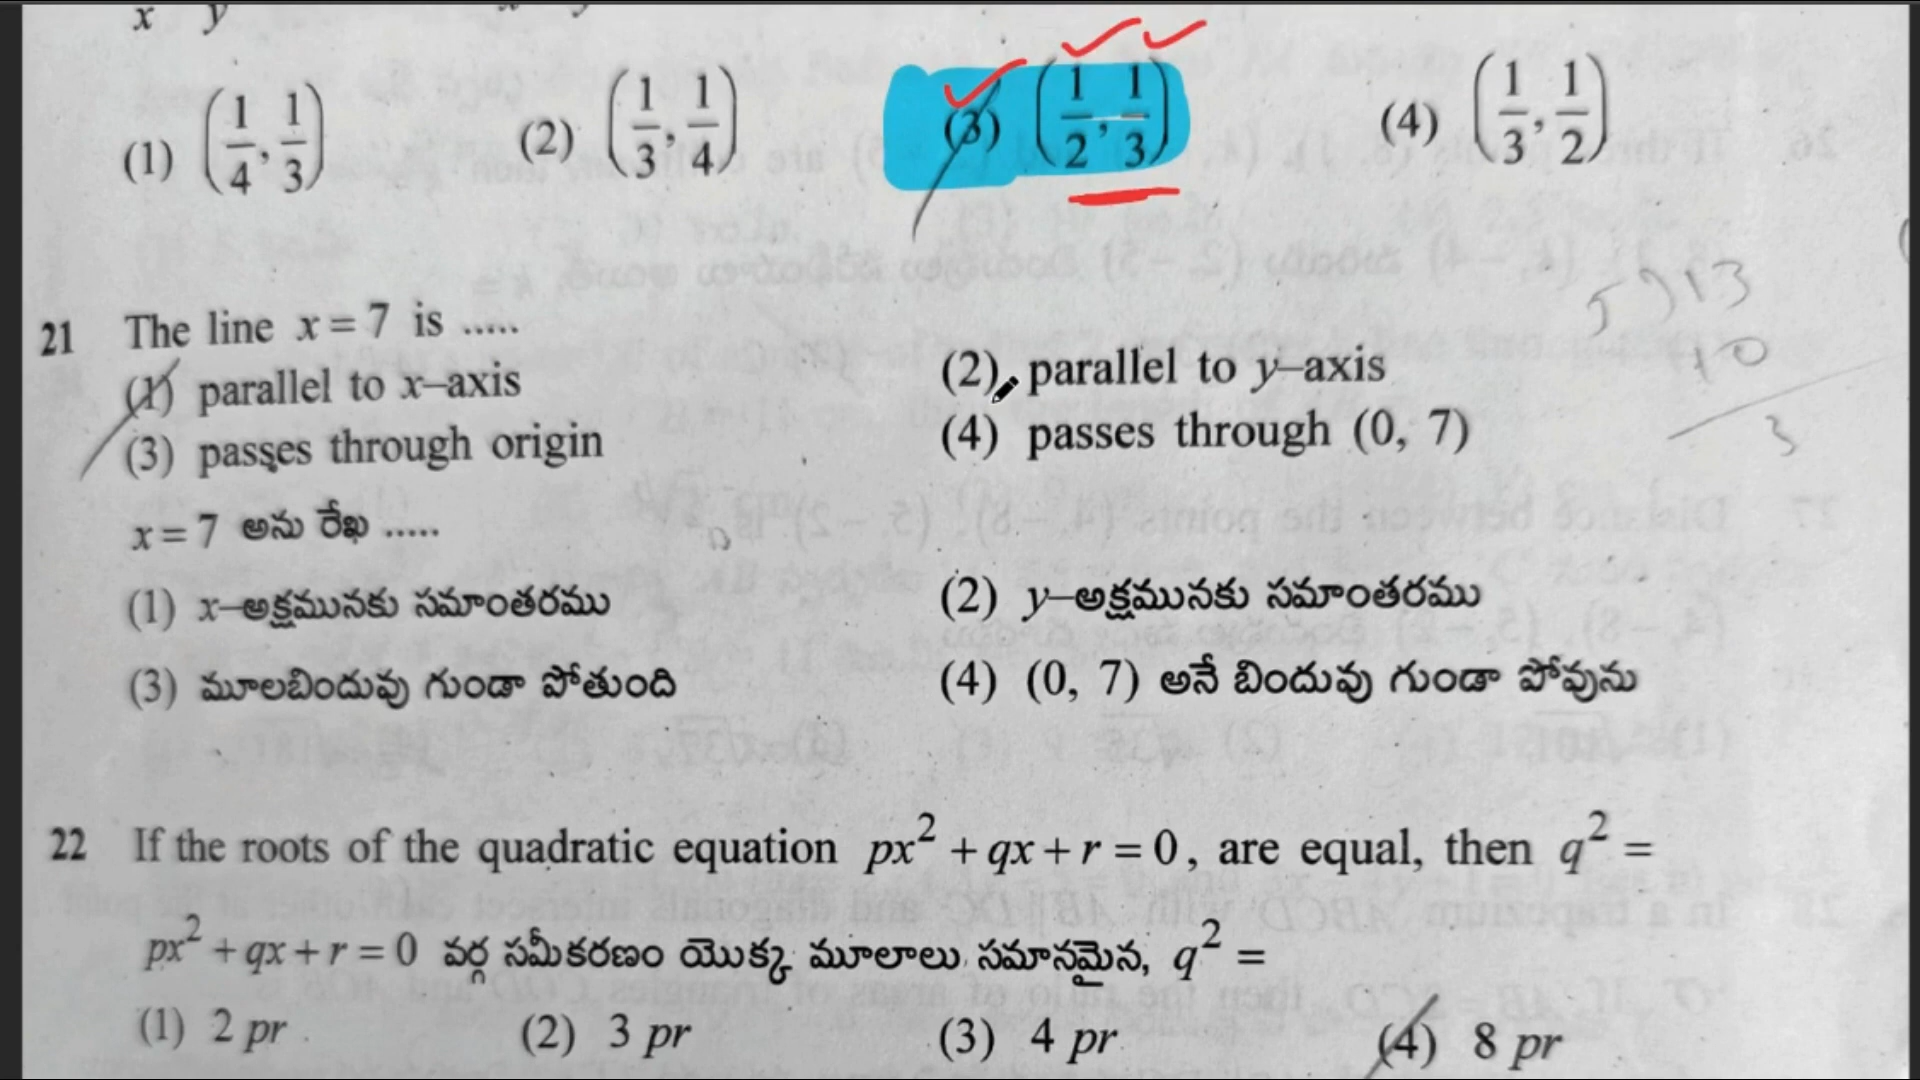 x y
(1) (1/4, 1/3) (2) (1/3, 1/4) (3) (1/2, 1/3) (4) (1/3, 1/2)
5)13
10
3
21 The line x = 7 is .....
(1) parallel to x–axis (2) parallel to y–axis
(3) passes through origin (4) passes through (0, 7)
x = 7 అను రేఖ .....
(1) x–అక్షమునకు సమాంతరము (2) y–అక్షమునకు సమాంతరము
(3) మూలబిందువు గుండా పోతుంది (4) (0, 7) అనే బిందువు గుండా పోవును
22 If the roots of the quadratic equation px² + qx + r = 0, are equal, then q² =
px² + qx + r = 0 వర్గ సమీకరణం యొక్క మూలాలు సమానమైన, q² =
(1) 2 pr (2) 3 pr (3) 4 pr (4) 8 pr